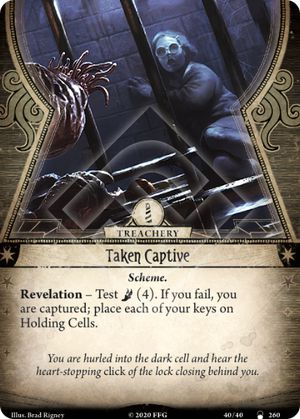 TREACHERY
Taken Captive
Scheme.
Revelation – Test (4). If you fail, you
are captured; place each of your keys on
Holding Cells.
You are hurled into the dark cell and hear the
heart-stopping click of the lock closing behind you.
Illus. Brad Rigney © 2020 FFG 40/40 260